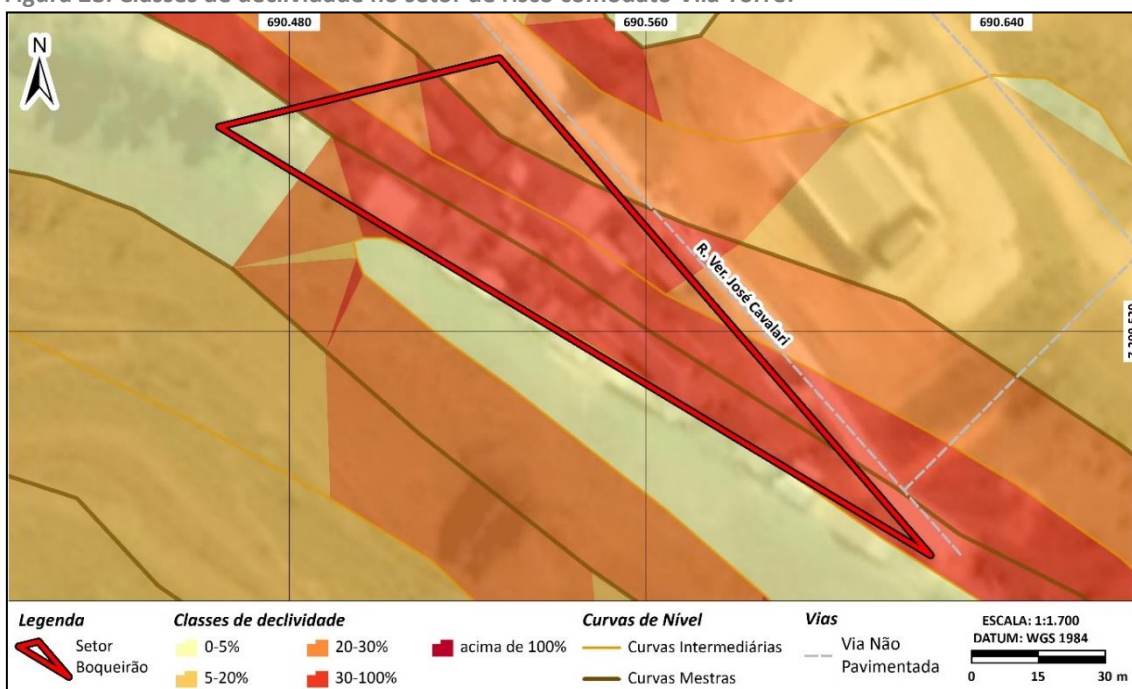 690.480
690.560
690.640
N
R. Ver. José Cavalari
Legenda
Setor
Boqueirão
Classes de declividade
0-5%
5-20%
20-30%
30-100%
acima de 100%
Curvas de Nível
Curvas Intermediárias
Curvas Mestras
Vias
Via Não
Pavimentada
ESCALA: 1:1.700
DATUM: WGS 1984
0 15 30 m